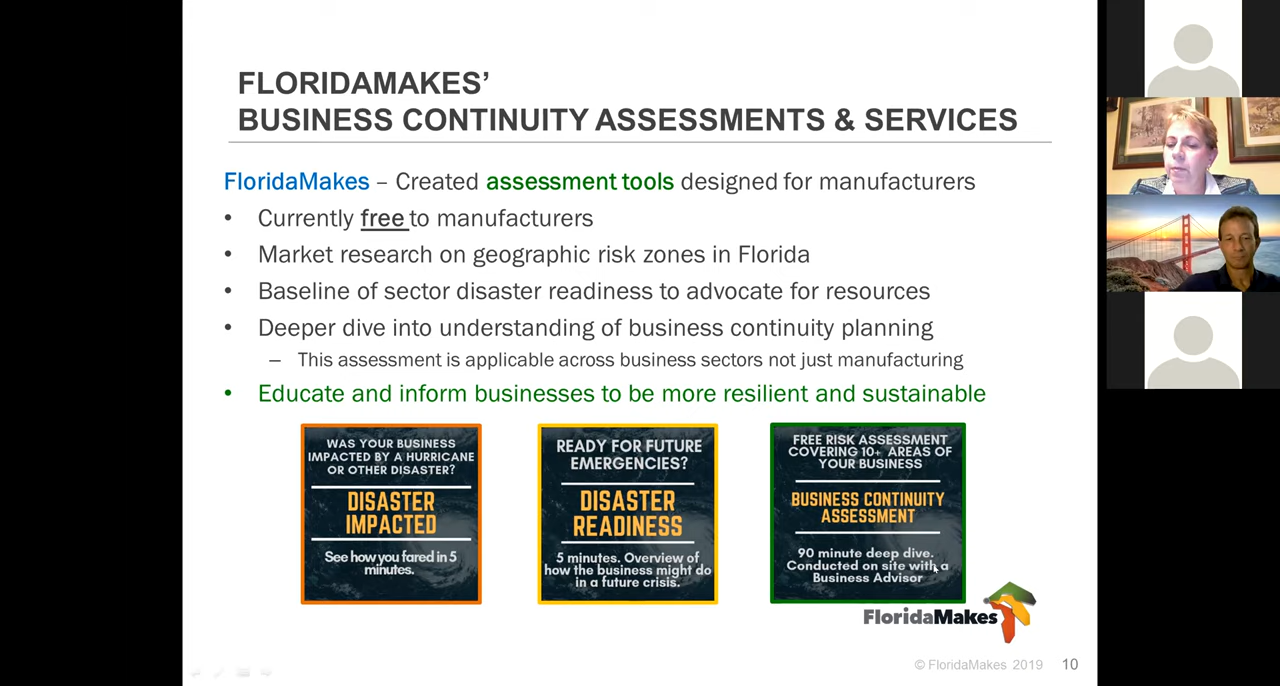 FLORIDAMAKES’
BUSINESS CONTINUITY ASSESSMENTS & SERVICES
FloridaMakes – Created assessment tools designed for manufacturers
• Currently free to manufacturers
• Market research on geographic risk zones in Florida
• Baseline of sector disaster readiness to advocate for resources
• Deeper dive into understanding of business continuity planning
– This assessment is applicable across business sectors not just manufacturing
• Educate and inform businesses to be more resilient and sustainable
WAS YOUR BUSINESS
IMPACTED BY A HURRICANE
OR OTHER DISASTER?
DISASTER
IMPACTED
See how you fared in 5
minutes.
READY FOR FUTURE
EMERGENCIES?
DISASTER
READINESS
5 minutes. Overview of
how the business might do
in a future crisis.
FREE RISK ASSESSMENT
COVERING 10+ AREAS OF
YOUR BUSINESS
BUSINESS CONTINUITY
ASSESSMENT
90 minute deep dive.
Conducted on site with a
Business Advisor
FloridaMakes
© FloridaMakes 2019 10